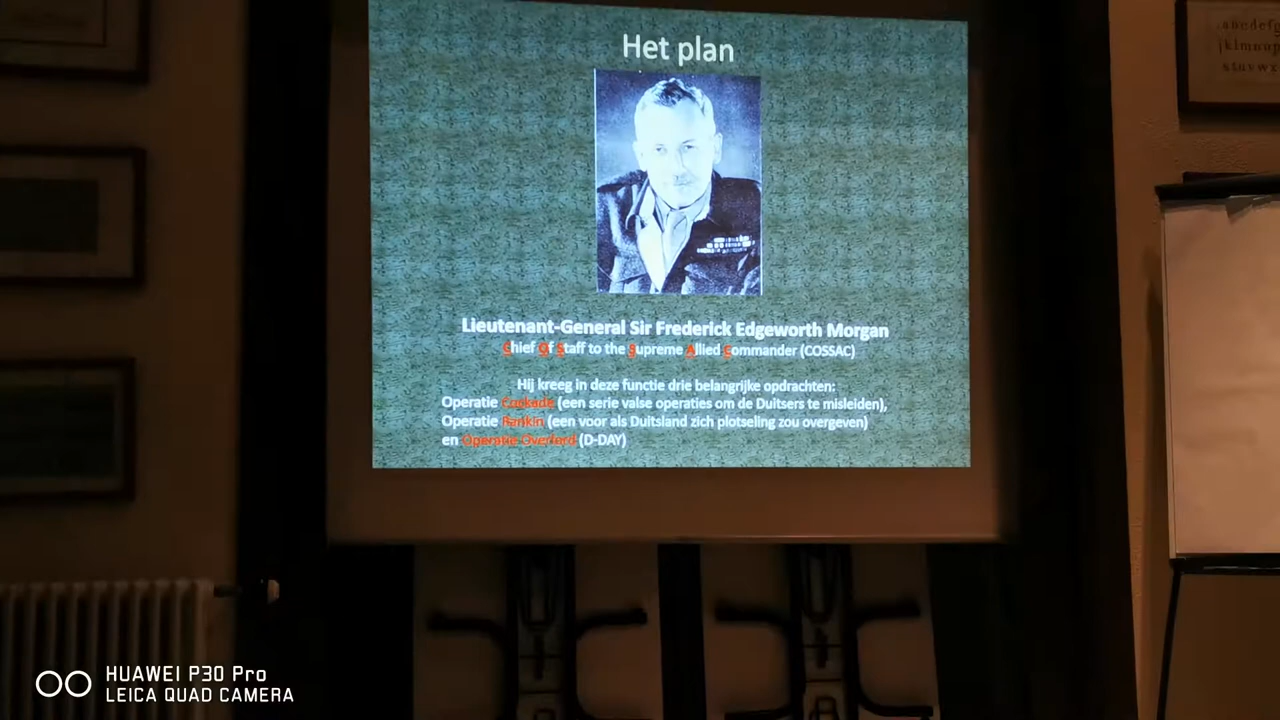 Het plan
Lieutenant-General Sir Frederick Edgeworth Morgan
Chief Of Staff to the Supreme Allied Commander (COSSAC)
Hij kreeg in deze functie drie belangrijke opdrachten:
Operatie Cockade (een serie valse operaties om de Duitsers te misleiden),
Operatie Rankin (een voor als Duitsland zich plotseling zou overgeven)
en Operatie Overlord (D-DAY)
HUAWEI P30 Pro
LEICA QUAD CAMERA